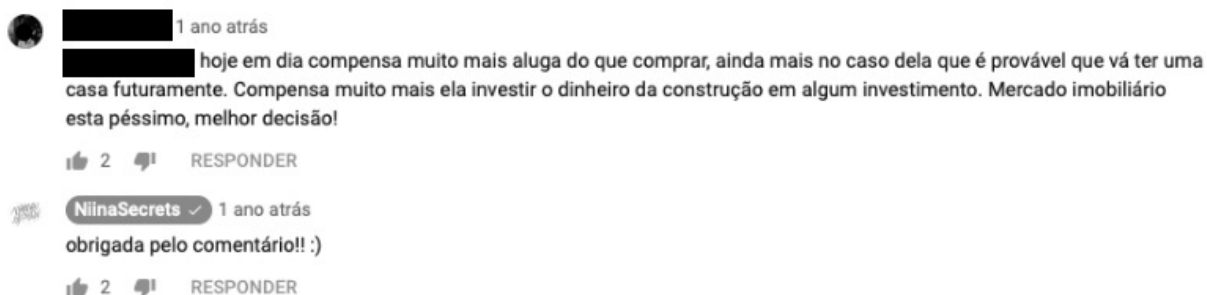 1 ano atrás
hoje em dia compensa muito mais aluga do que comprar, ainda mais no caso dela que é provável que vá ter uma
casa futuramente. Compensa muito mais ela investir o dinheiro da construção em algum investimento. Mercado imobiliário
esta péssimo, melhor decisão!
2 RESPONDER
NiinaSecrets 1 ano atrás
obrigada pelo comentário!! :)
2 RESPONDER